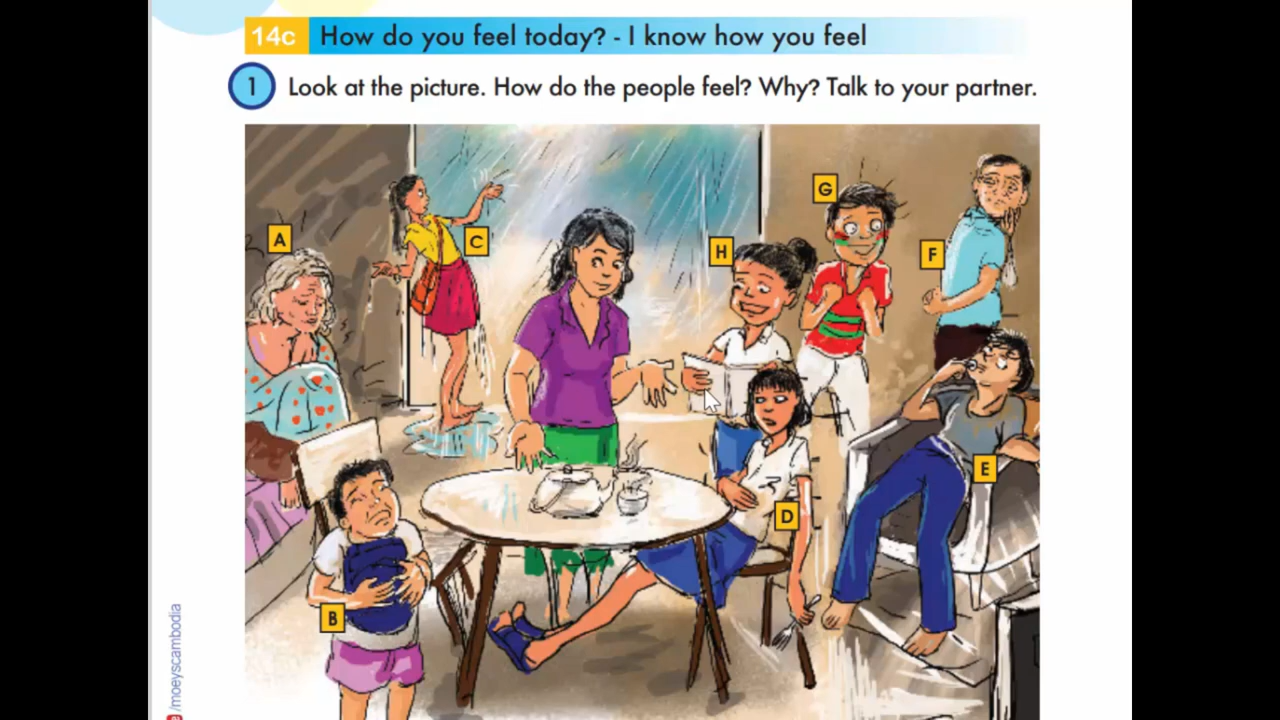 14c How do you feel today? - I know how you feel
1 Look at the picture. How do the people feel? Why? Talk to your partner.
A
C
G
H
F
E
D
B
/moeyscambodia